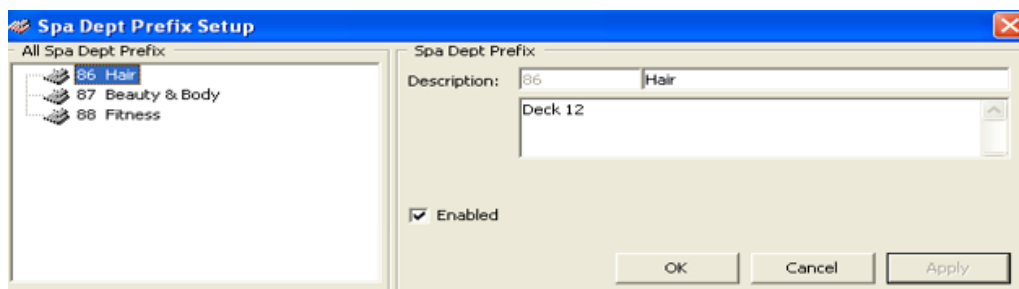 Spa Dept Prefix Setup
All Spa Dept Prefix
86 Hair
87 Beauty & Body
88 Fitness
Spa Dept Prefix
Description: 86 Hair
Deck 12
Enabled
OK Cancel Apply